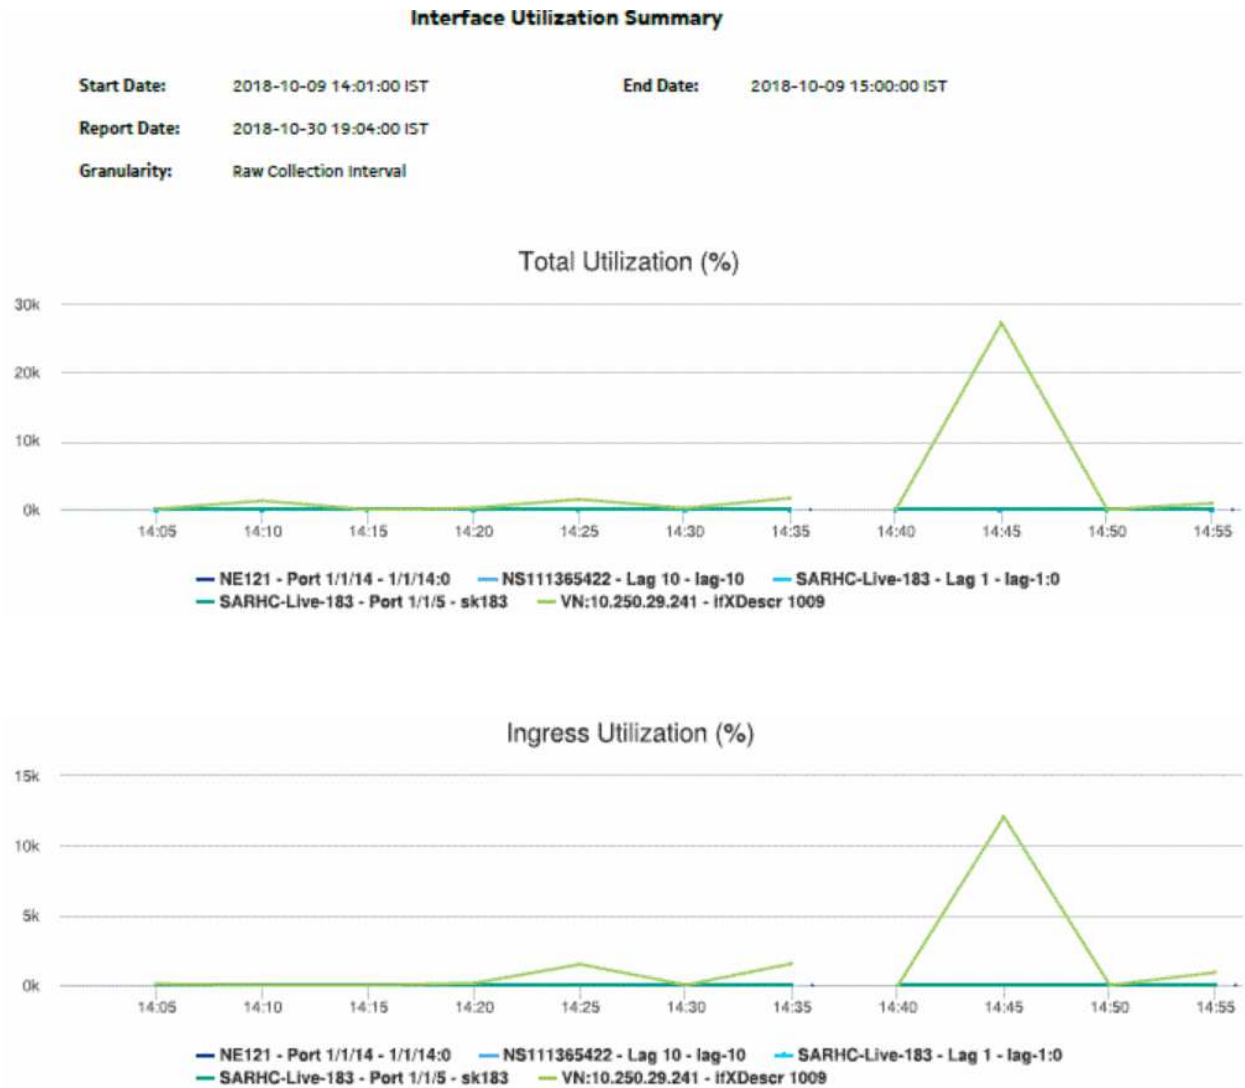 Interface Utilization Summary
Start Date: 2018-10-09 14:01:00 IST End Date: 2018-10-09 15:00:00 IST
Report Date: 2018-10-30 19:04:00 IST
Granularity: Raw Collection Interval
Total Utilization (%)
30k
20k
10k
0k
14:05 14:10 14:15 14:20 14:25 14:30 14:35 14:40 14:45 14:50 14:55
NE121 - Port 1/1/14 - 1/1/14:0 NS111365422 - Lag 10 - lag-10 SARHC-Live-183 - Lag 1 - lag-1:0
SARHC-Live-183 - Port 1/1/5 - sk183 VN:10.250.29.241 - ifXDescr 1009
Ingress Utilization (%)
15k
10k
5k
0k
14:05 14:10 14:15 14:20 14:25 14:30 14:35 14:40 14:45 14:50 14:55
NE121 - Port 1/1/14 - 1/1/14:0 NS111365422 - Lag 10 - lag-10 SARHC-Live-183 - Lag 1 - lag-1:0
SARHC-Live-183 - Port 1/1/5 - sk183 VN:10.250.29.241 - ifXDescr 1009